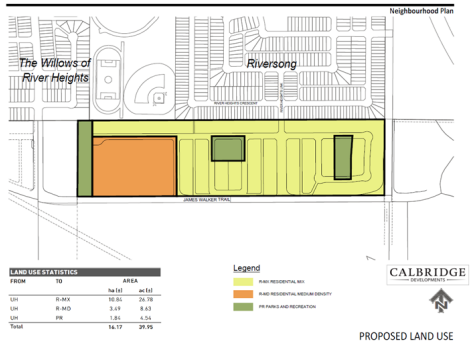 Neighbourhood Plan
The Willows of
River Heights
Riversong
RIVER HEIGHTS CRESCENT
JAMES WALKER TRAIL
LAND USE STATISTICS
FROM TO AREA
ha (±) ac (±)
UH R-MX 10.84 26.78
UH R-MD 3.49 8.63
UH PR 1.84 4.54
Total 16.17 39.95
Legend
R-MX RESIDENTIAL MIX
R-MD RESIDENTIAL MEDIUM DENSITY
PR PARKS AND RECREATION
CALBRIDGE
DEVELOPMENTS
N
PROPOSED LAND USE